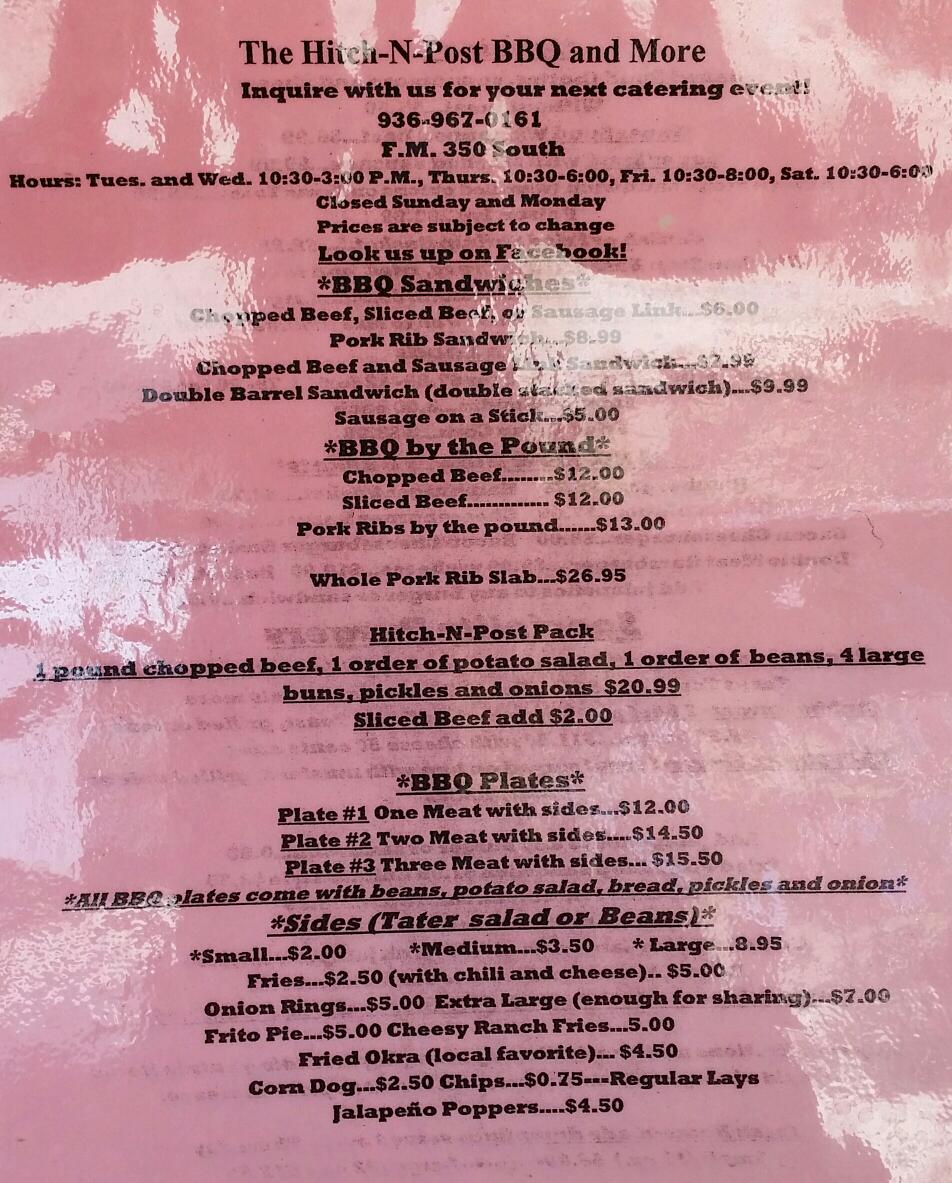 The Hitch-N-Post BBQ and More
Inquire with us for your next catering event!
936-967-0161
F.M. 350 South
Hours: Tues. and Wed. 10:30-3:00 P.M., Thurs. 10:30-6:00, Fri. 10:30-8:00, Sat. 10:30-6:00
Closed Sunday and Monday
Prices are subject to change
Look us up on Facebook!
*BBQ Sandwiches*
Chopped Beef, Sliced Beef, or Sausage Link...$6.00
Pork Rib Sandwich...$8.99
Chopped Beef and Sausage Link Sandwich...$7.99
Double Barrel Sandwich (double stacked sandwich)...$9.99
Sausage on a Stick...$5.00
*BBQ by the Pound*
Chopped Beef........$12.00
Sliced Beef............. $12.00
Pork Ribs by the pound......$13.00
Whole Pork Rib Slab...$26.95
Hitch-N-Post Pack
1 pound chopped beef, 1 order of potato salad, 1 order of beans, 4 large
buns, pickles and onions $20.99
Sliced Beef add $2.00
*BBQ Plates*
Plate #1 One Meat with sides...$12.00
Plate #2 Two Meat with sides....$14.50
Plate #3 Three Meat with sides... $15.50
*All BBQ plates come with beans, potato salad, bread, pickles and onion*
*Sides (Tater salad or Beans)*
*Small...$2.00 *Medium...$3.50 * Large...8.95
Fries...$2.50 (with chili and cheese).. $5.00
Onion Rings...$5.00 Extra Large (enough for sharing)...$7.00
Frito Pie...$5.00 Cheesy Ranch Fries...5.00
Fried Okra (local favorite)... $4.50
Corn Dog...$2.50 Chips...$0.75---Regular Lays
Jalapeño Poppers....$4.50